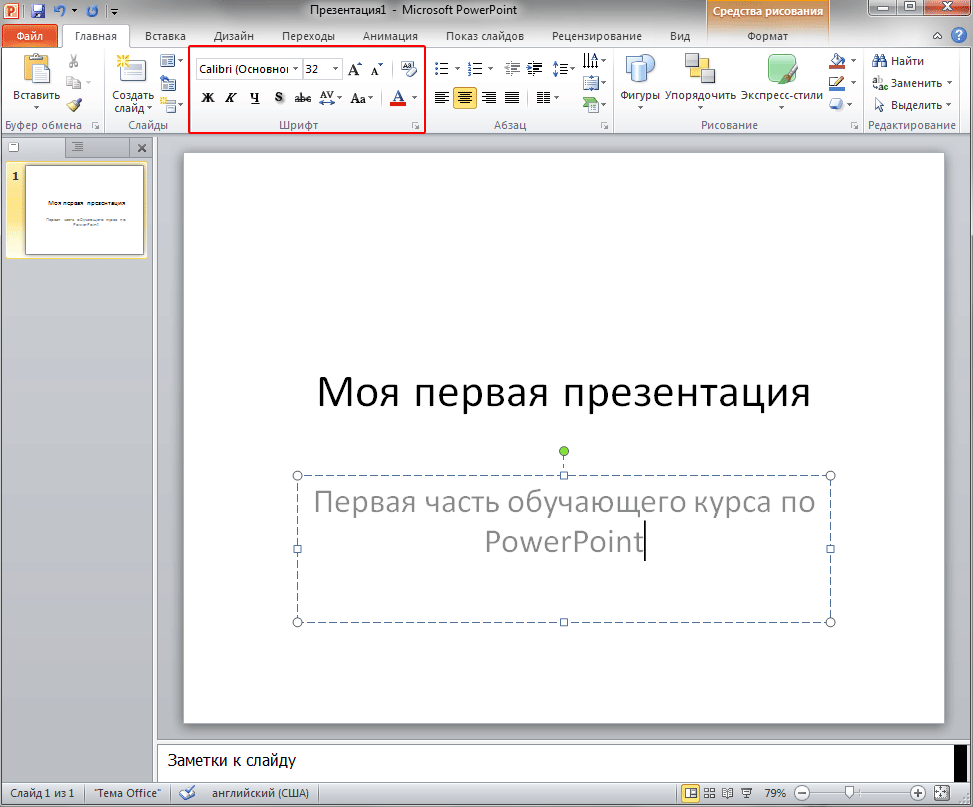 Презентация1 - Microsoft PowerPoint
Средства рисования
Файл Главная Вставка Дизайн Переходы Анимация Показ слайдов Рецензирование Вид Формат
Вставить
Буфер обмена
Создать слайд
Слайды
Calibri (Основної 32
Ж К Ч S abc AV Aa А
Шрифт
Абзац
Фигуры Упорядочить Экспресс-стили
Рисование
Найти
Заменить
Выделить
Редактирование
1
Моя первая презентация
Первая часть обучающего курса по
PowerPoint
Моя первая презентация
Первая часть обучающего курса по
PowerPoint
Заметки к слайду
Слайд 1 из 1 "Тема Office" английский (США) 79%